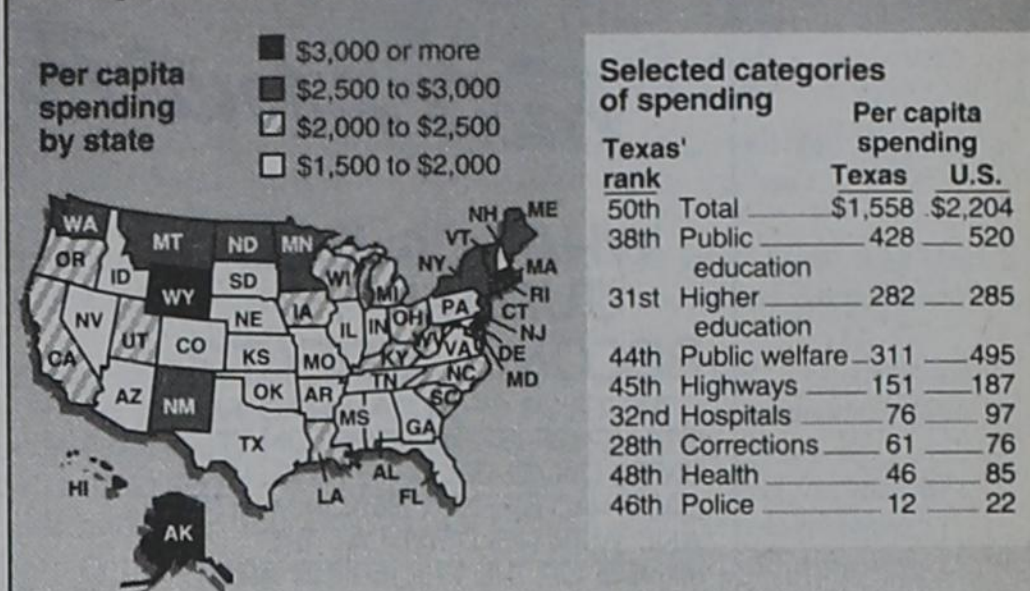 Per capita
spending
by state
$3,000 or more
$2,500 to $3,000
$2,000 to $2,500
$1,500 to $2,000
WA
MT
ND
MN
OR
ID
SD
WI
MI
NH
ME
VT
NY
MA
RI
CT
NJ
DE
MD
WY
NV
UT
CO
NE
IA
IL
IN
OH
PA
WV
VA
CA
KS
MO
KY
NC
AZ
NM
OK
AR
TN
SC
TX
MS
GA
LA
AL
FL
HI
AK
Selected categories
of spending
Per capita
spending
Texas'
rank
Texas U.S.
50th Total $1,558 $2,204
38th Public 428 520
education
31st Higher 282 285
education
44th Public welfare 311 495
45th Highways 151 187
32nd Hospitals 76 97
28th Corrections 61 76
48th Health 46 85
46th Police 12 22